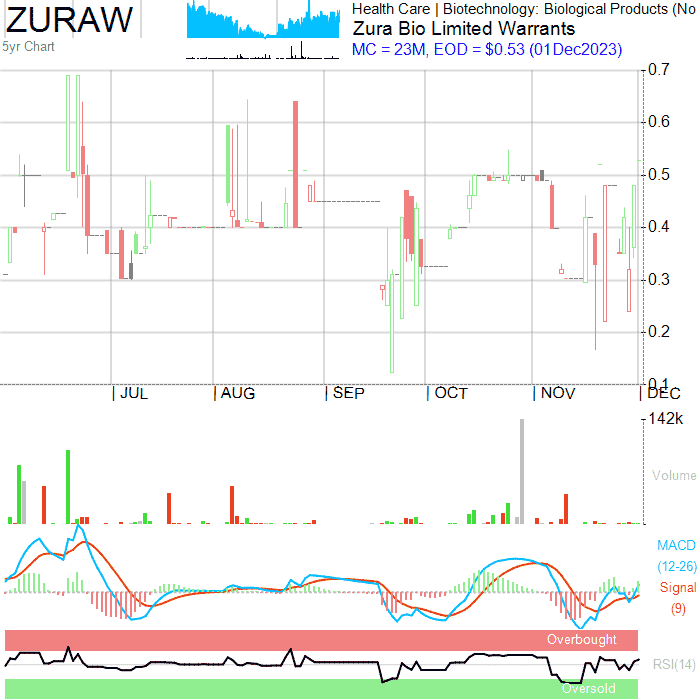 ZURAW
Health Care | Biotechnology: Biological Products (No
Zura Bio Limited Warrants
5yr Chart
MC = 23M, EOD = $0.53 (01Dec2023)
0.7
0.6
0.5
0.4
0.3
0.2
0.1
| JUL | AUG | SEP | OCT | NOV | DEC
142k
Volume
MACD
(12-26)
Signal
(9)
Overbought
RSI(14)
Oversold